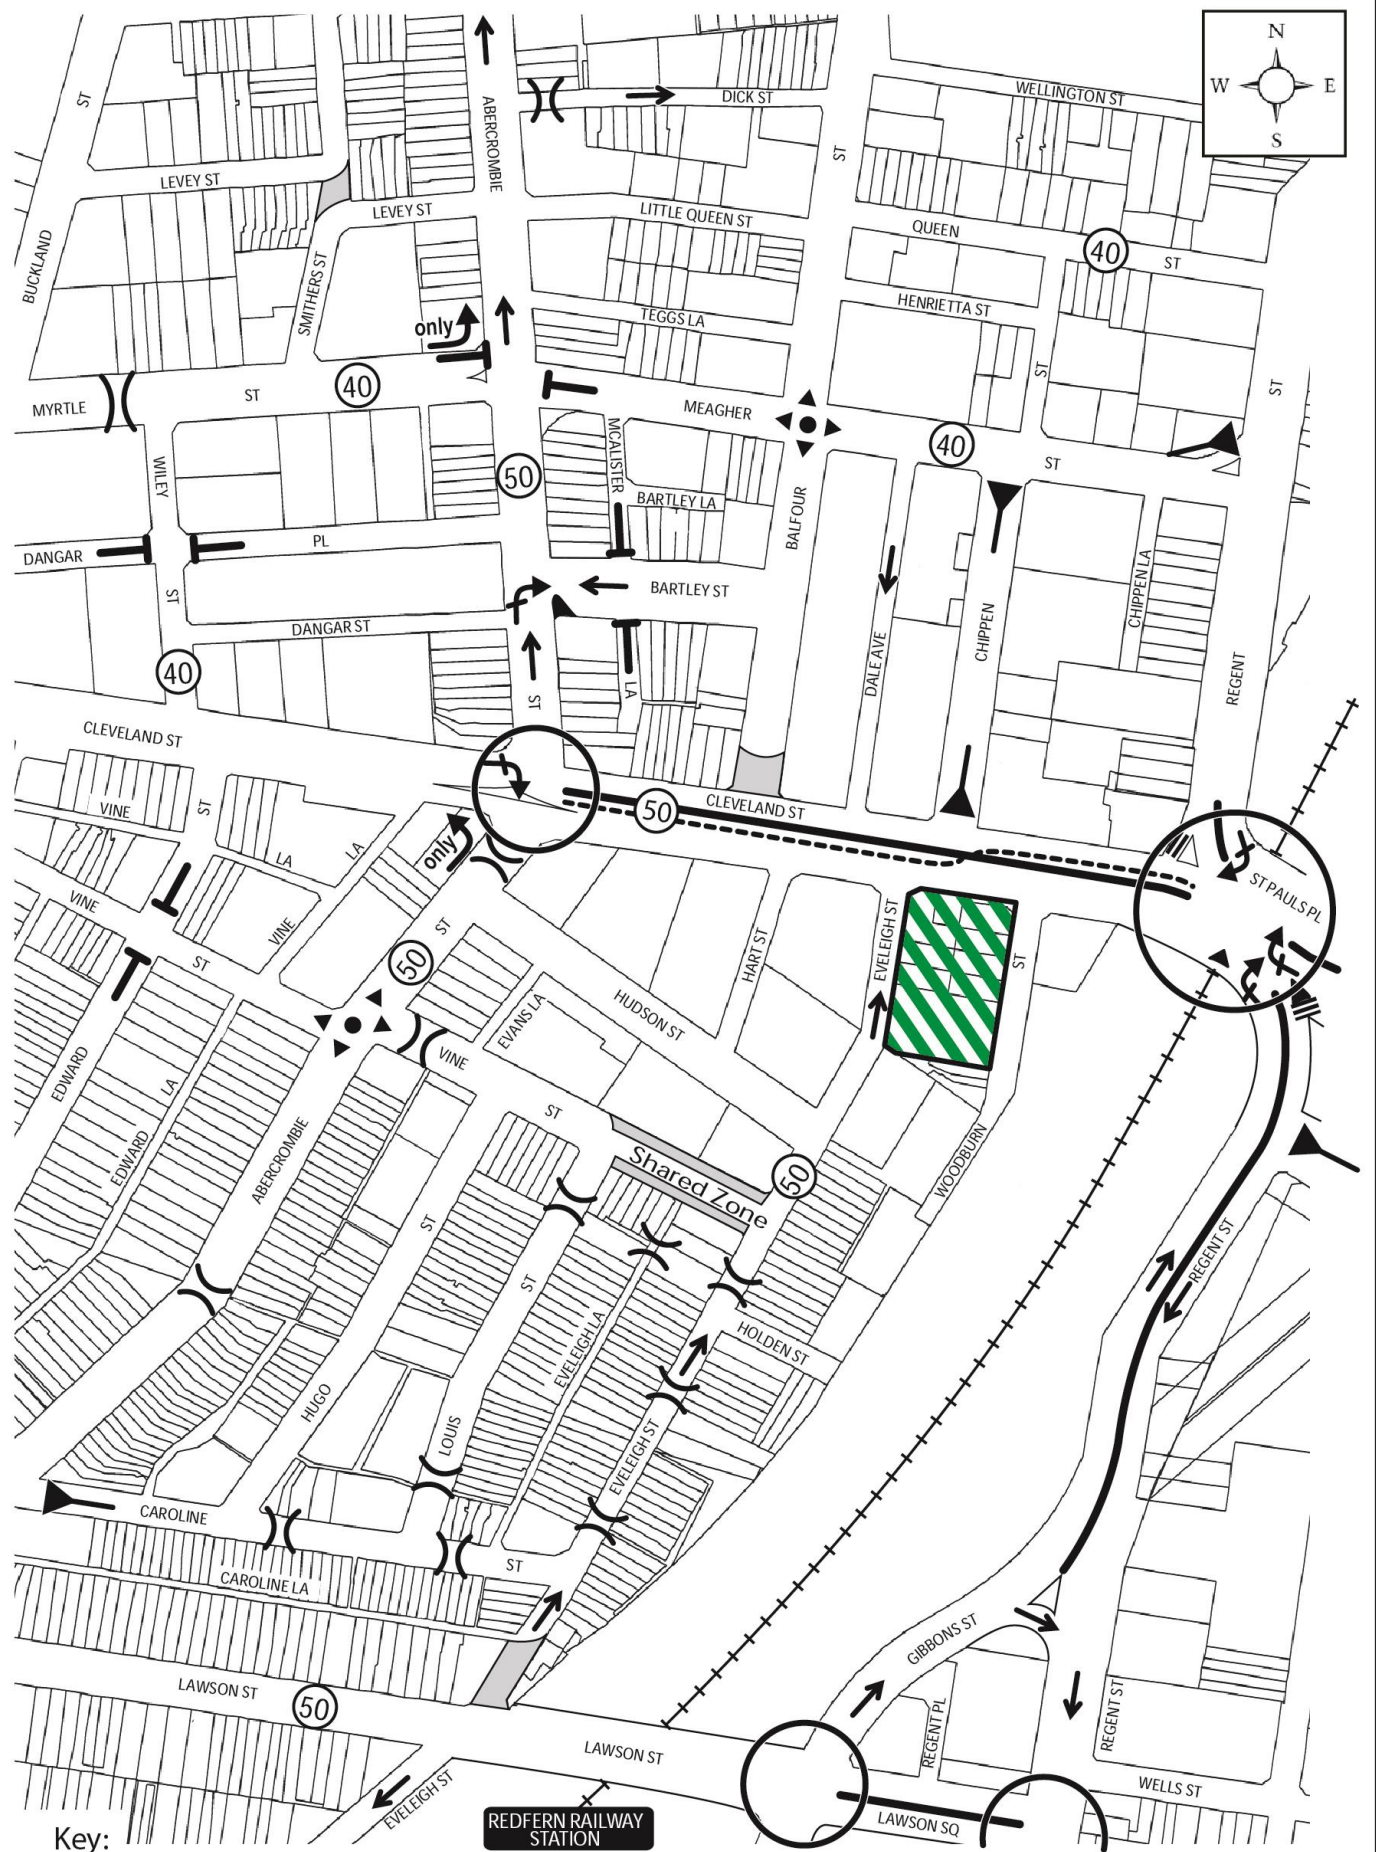 N
W E
S
ST
ABERCROMBIE
DICK ST
WELLINGTON ST
ST
LEVEY ST
LEVEY ST
LITTLE QUEEN ST
QUEEN
40
ST
BUCKLAND
SMITHERS ST
only
TEGGS LA
HENRIETTA ST
40
MYRTLE
ST
MEAGHER
ST
ST
40
ST
WILEY
50
MCALISTER
BARTLEY LA
BALFOUR
DANGAR
PL
BARTLEY ST
CHIPPEN LA
ST
DANGAR ST
CHIPPEN
DALE AVE
REGENT
40
ST
LA
CLEVELAND ST
50
CLEVELAND ST
VINE
ST
LA
LA
only
ST PAULS PL
VINE
VINE
ST
ST
50
HART ST
EVELEIGH ST
ST
EVANS LA
HUDSON ST
VINE
ST
EDWARD
LA
EDWARD
ABERCROMBIE
Shared Zone
50
WOODBURN
ST
ST
REGENT ST
HOLDEN ST
EVELEIGH LA
HUGO
LOUIS
EVELEIGH ST
CAROLINE
ST
CAROLINE LA
GIBBONS ST
LAWSON ST
50
REGENT PL
REGENT ST
LAWSON ST
EVELEIGH ST
WELLS ST
LAWSON SQ
REDFERN RAILWAY
STATION
Key: